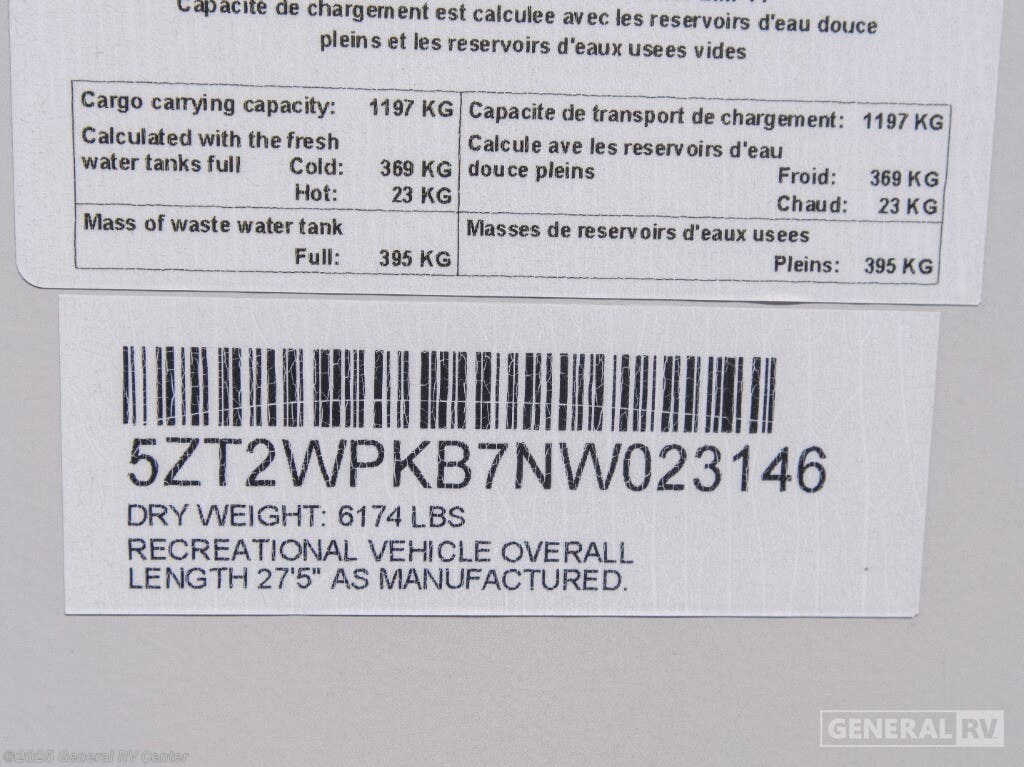 Capacite de chargement est calculee avec les reservoirs d'eau douce
pleins et les reservoirs d'eaux usees vides
Cargo carrying capacity: 1197 KG
Calculated with the fresh
water tanks full Cold: 369 KG
Hot: 23 KG
Mass of waste water tank
Full: 395 KG
Capacite de transport de chargement: 1197 KG
Calcule ave les reservoirs d'eau
douce pleins Froid: 369 KG
Chaud: 23 KG
Masses de reservoirs d'eaux usees
Pleins: 395 KG
5ZT2WPKB7NW023146
DRY WEIGHT: 6174 LBS
RECREATIONAL VEHICLE OVERALL
LENGTH 27'5" AS MANUFACTURED.
GENERAL RV
©2025 General RV Center